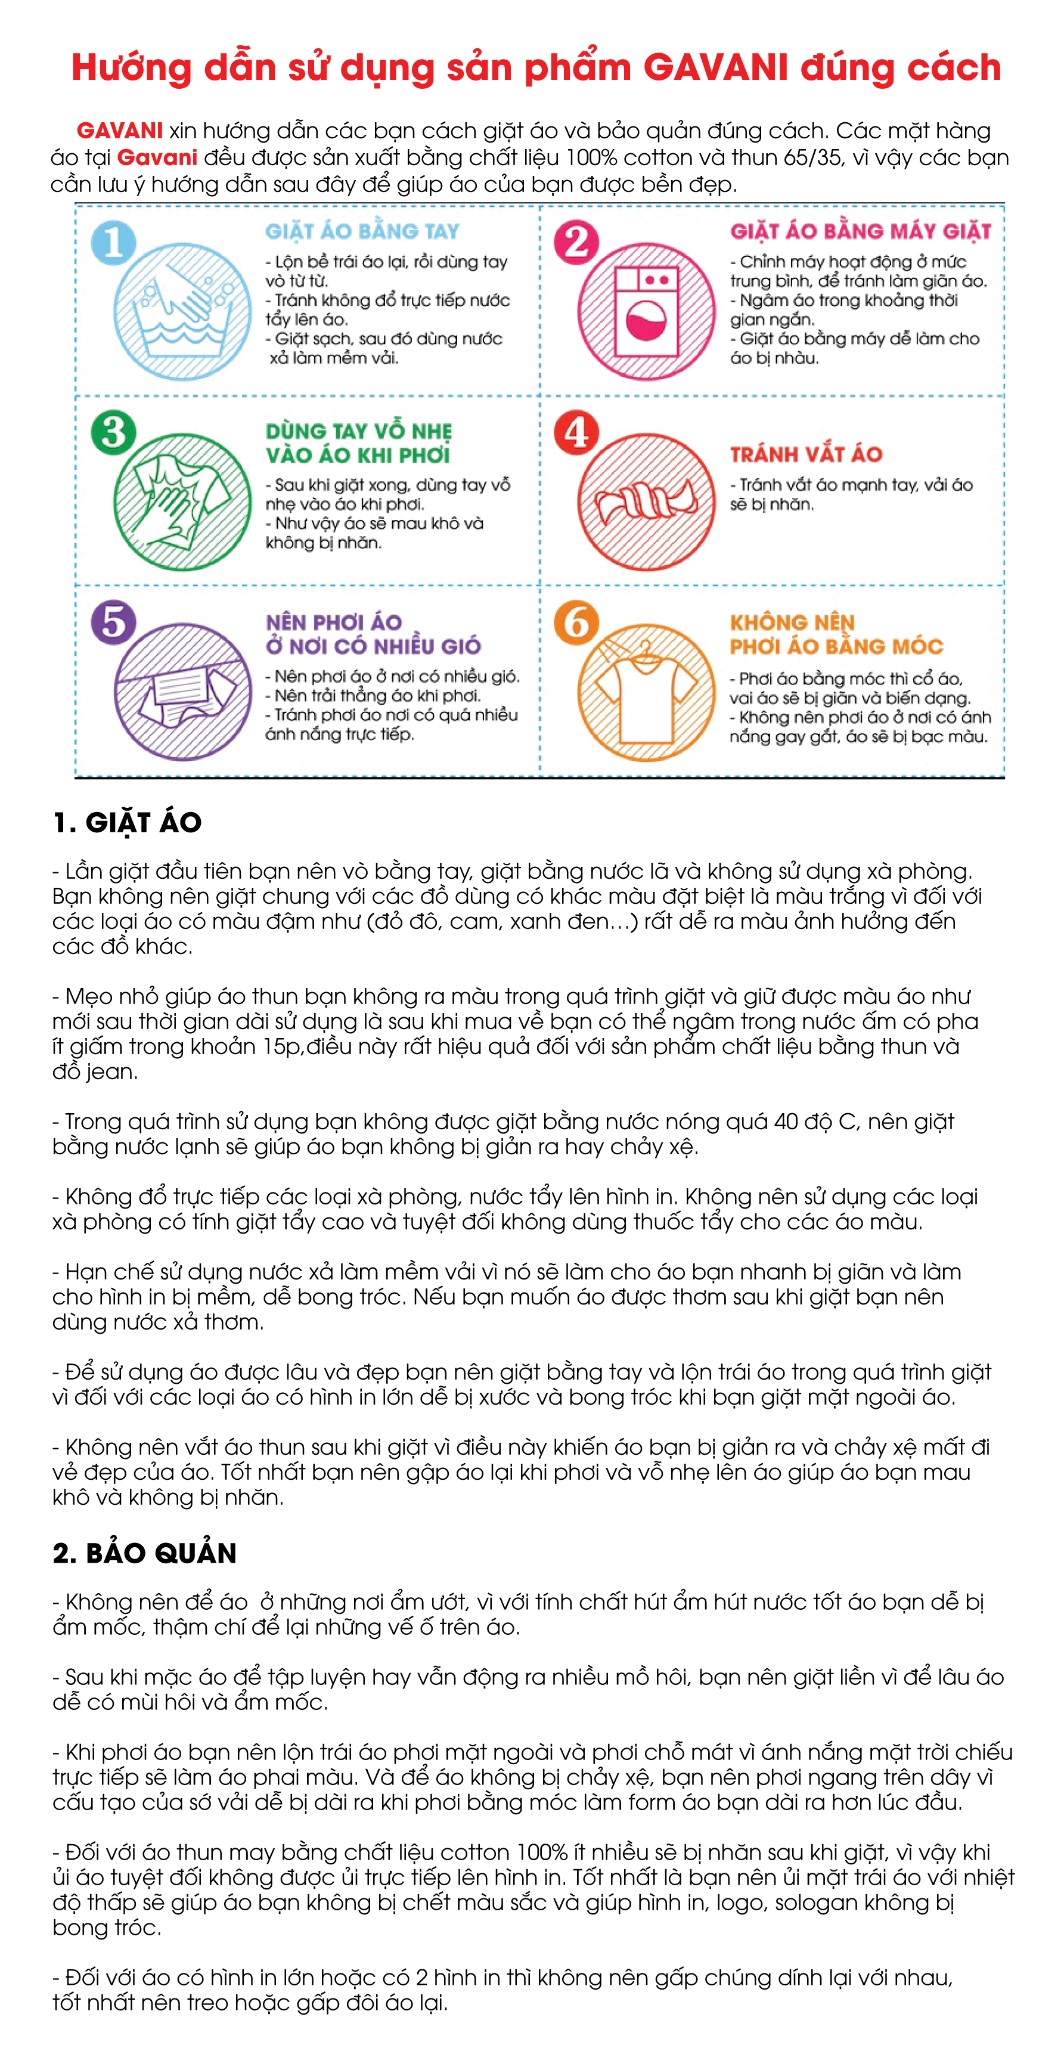 Hướng dẫn sử dụng sản phẩm GAVANI đúng cách
GAVANI xin hướng dẫn các bạn cách giặt áo và bảo quản đúng cách. Các mặt hàng
áo tại Gavani đều được sản xuất bằng chất liệu 100% cotton và thun 65/35, vì vậy các bạn
cần lưu ý hướng dẫn sau đây để giúp áo của bạn được bền đẹp.
1
GIẶT ÁO BẰNG TAY
- Lộn bề trái áo lại, rồi dùng tay
vò từ từ.
- Tránh không đổ trực tiếp nước
tẩy lên áo.
- Giặt sạch, sau đó dùng nước
xả làm mềm vải.
2
GIẶT ÁO BẰNG MÁY GIẶT
- Chỉnh máy hoạt động ở mức
trung bình, để tránh làm giãn áo.
- Ngâm áo trong khoảng thời
gian ngắn.
- Giặt áo bằng máy dễ làm cho
áo bị nhàu.
3
DÙNG TAY VỖ NHẸ
VÀO ÁO KHI PHƠI
- Sau khi giặt xong, dùng tay vỗ
nhẹ vào áo khi phơi.
- Như vậy áo sẽ mau khô và
không bị nhăn.
4
TRÁNH VẮT ÁO
- Tránh vắt áo mạnh tay, vải áo
sẽ bị nhăn.
5
NÊN PHƠI ÁO
Ở NƠI CÓ NHIỀU GIÓ
- Nên phơi áo ở nơi có nhiều gió.
- Nên trải thẳng áo khi phơi.
- Tránh phơi áo nơi có quá nhiều
ánh nắng trực tiếp.
6
KHÔNG NÊN
PHƠI ÁO BẰNG MÓC
- Phơi áo bằng móc thì cổ áo,
vai áo sẽ bị giãn và biến dạng.
- Không nên phơi áo ở nơi có ánh
nắng gay gắt, áo sẽ bị bạc màu.
1. GIẶT ÁO
- Lần giặt đầu tiên bạn nên vò bằng tay, giặt bằng nước lã và không sử dụng xà phòng.
Bạn không nên giặt chung với các đồ dùng có khác màu đặt biệt là màu trắng vì đối với
các loại áo có màu đậm như (đỏ đô, cam, xanh đen...) rất dễ ra màu ảnh hưởng đến
các đồ khác.
- Mẹo nhỏ giúp áo thun bạn không ra màu trong quá trình giặt và giữ được màu áo như
mới sau thời gian dài sử dụng là sau khi mua về bạn có thể ngâm trong nước ấm có pha
ít giấm trong khoản 15p,điều này rất hiệu quả đối với sản phẩm chất liệu bằng thun và
đồ jean.
- Trong quá trình sử dụng bạn không được giặt bằng nước nóng quá 40 độ C, nên giặt
bằng nước lạnh sẽ giúp áo bạn không bị giản ra hay chảy xệ.
- Không đổ trực tiếp các loại xà phòng, nước tẩy lên hình in. Không nên sử dụng các loại
xà phòng có tính giặt tẩy cao và tuyệt đối không dùng thuốc tẩy cho các áo màu.
- Hạn chế sử dụng nước xả làm mềm vải vì nó sẽ làm cho áo bạn nhanh bị giãn và làm
cho hình in bị mềm, dễ bong tróc. Nếu bạn muốn áo được thơm sau khi giặt bạn nên
dùng nước xả thơm.
- Để sử dụng áo được lâu và đẹp bạn nên giặt bằng tay và lộn trái áo trong quá trình giặt
vì đối với các loại áo có hình in lớn dễ bị xước và bong tróc khi bạn giặt mặt ngoài áo.
- Không nên vắt áo thun sau khi giặt vì điều này khiến áo bạn bị giản ra và chảy xệ mất đi
vẻ đẹp của áo. Tốt nhất bạn nên gập áo lại khi phơi và vỗ nhẹ lên áo giúp áo bạn mau
khô và không bị nhăn.
2. BẢO QUẢN
- Không nên để áo ở những nơi ẩm ướt, vì với tính chất hút ẩm hút nước tốt áo bạn dễ bị
ẩm mốc, thậm chí để lại những vế ố trên áo.
- Sau khi mặc áo để tập luyện hay vẫn động ra nhiều mồ hôi, bạn nên giặt liền vì để lâu áo
dễ có mùi hôi và ẩm mốc.
- Khi phơi áo bạn nên lộn trái áo phơi mặt ngoài và phơi chỗ mát vì ánh nắng mặt trời chiếu
trực tiếp sẽ làm áo phai màu. Và để áo không bị chảy xệ, bạn nên phơi ngang trên dây vì
cấu tạo của sớ vải dễ bị dài ra khi phơi bằng móc làm form áo bạn dài ra hơn lúc đầu.
- Đối với áo thun may bằng chất liệu cotton 100% ít nhiều sẽ bị nhăn sau khi giặt, vì vậy khi
ủi áo tuyệt đối không được ủi trực tiếp lên hình in. Tốt nhất là bạn nên ủi mặt trái áo với nhiệt
độ thấp sẽ giúp áo bạn không bị chết màu sắc và giúp hình in, logo, sologan không bị
bong tróc.
- Đối với áo có hình in lớn hoặc có 2 hình in thì không nên gấp chúng dính lại với nhau,
tốt nhất nên treo hoặc gấp đôi áo lại.